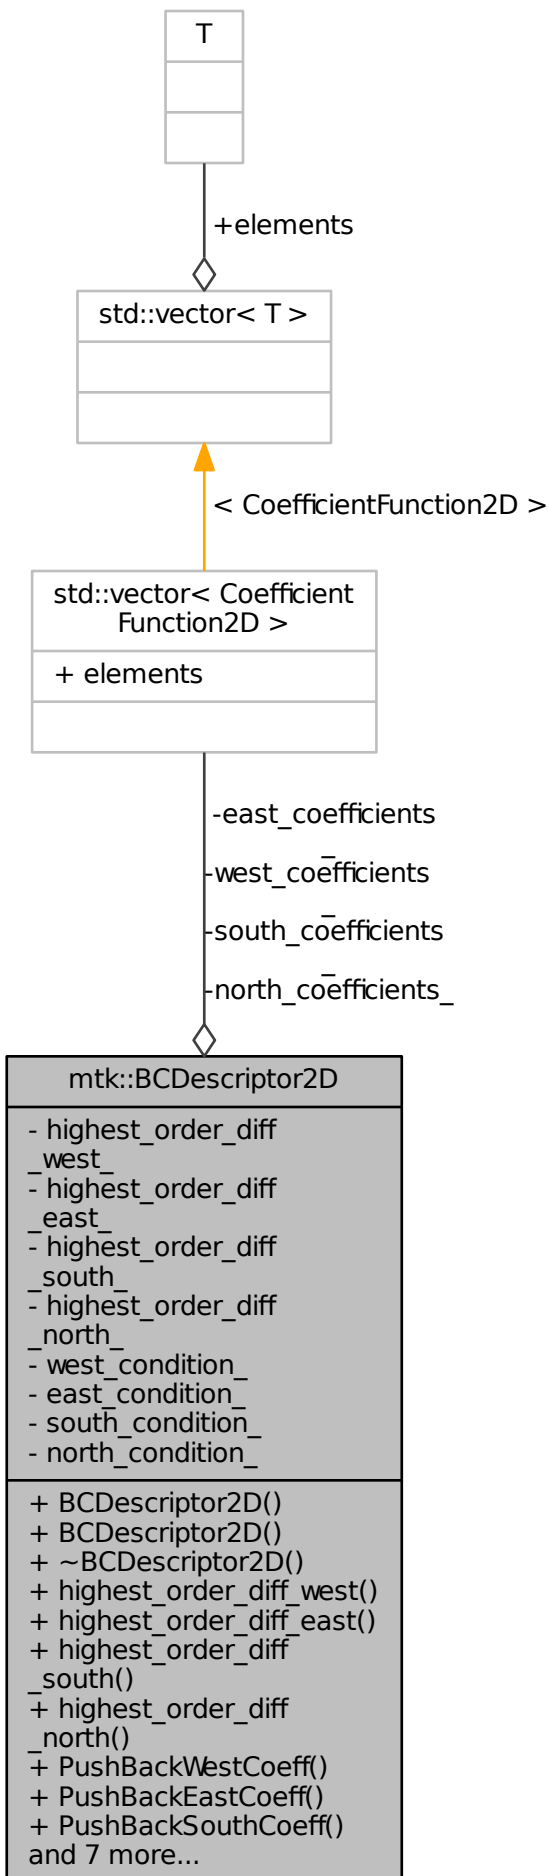 T
+elements
std::vector< T >
< CoefficientFunction2D >
std::vector< Coefficient
Function2D >
+ elements
-east_coefficients
_
-west_coefficients
_
-south_coefficients
_
-north_coefficients_
mtk::BCDescriptor2D
- highest_order_diff
_west_
- highest_order_diff
_east_
- highest_order_diff
_south_
- highest_order_diff
_north_
- west_condition_
- east_condition_
- south_condition_
- north_condition_
+ BCDescriptor2D()
+ BCDescriptor2D()
+ ~BCDescriptor2D()
+ highest_order_diff_west()
+ highest_order_diff_east()
+ highest_order_diff
_south()
+ highest_order_diff
_north()
+ PushBackWestCoeff()
+ PushBackEastCoeff()
+ PushBackSouthCoeff()
and 7 more...